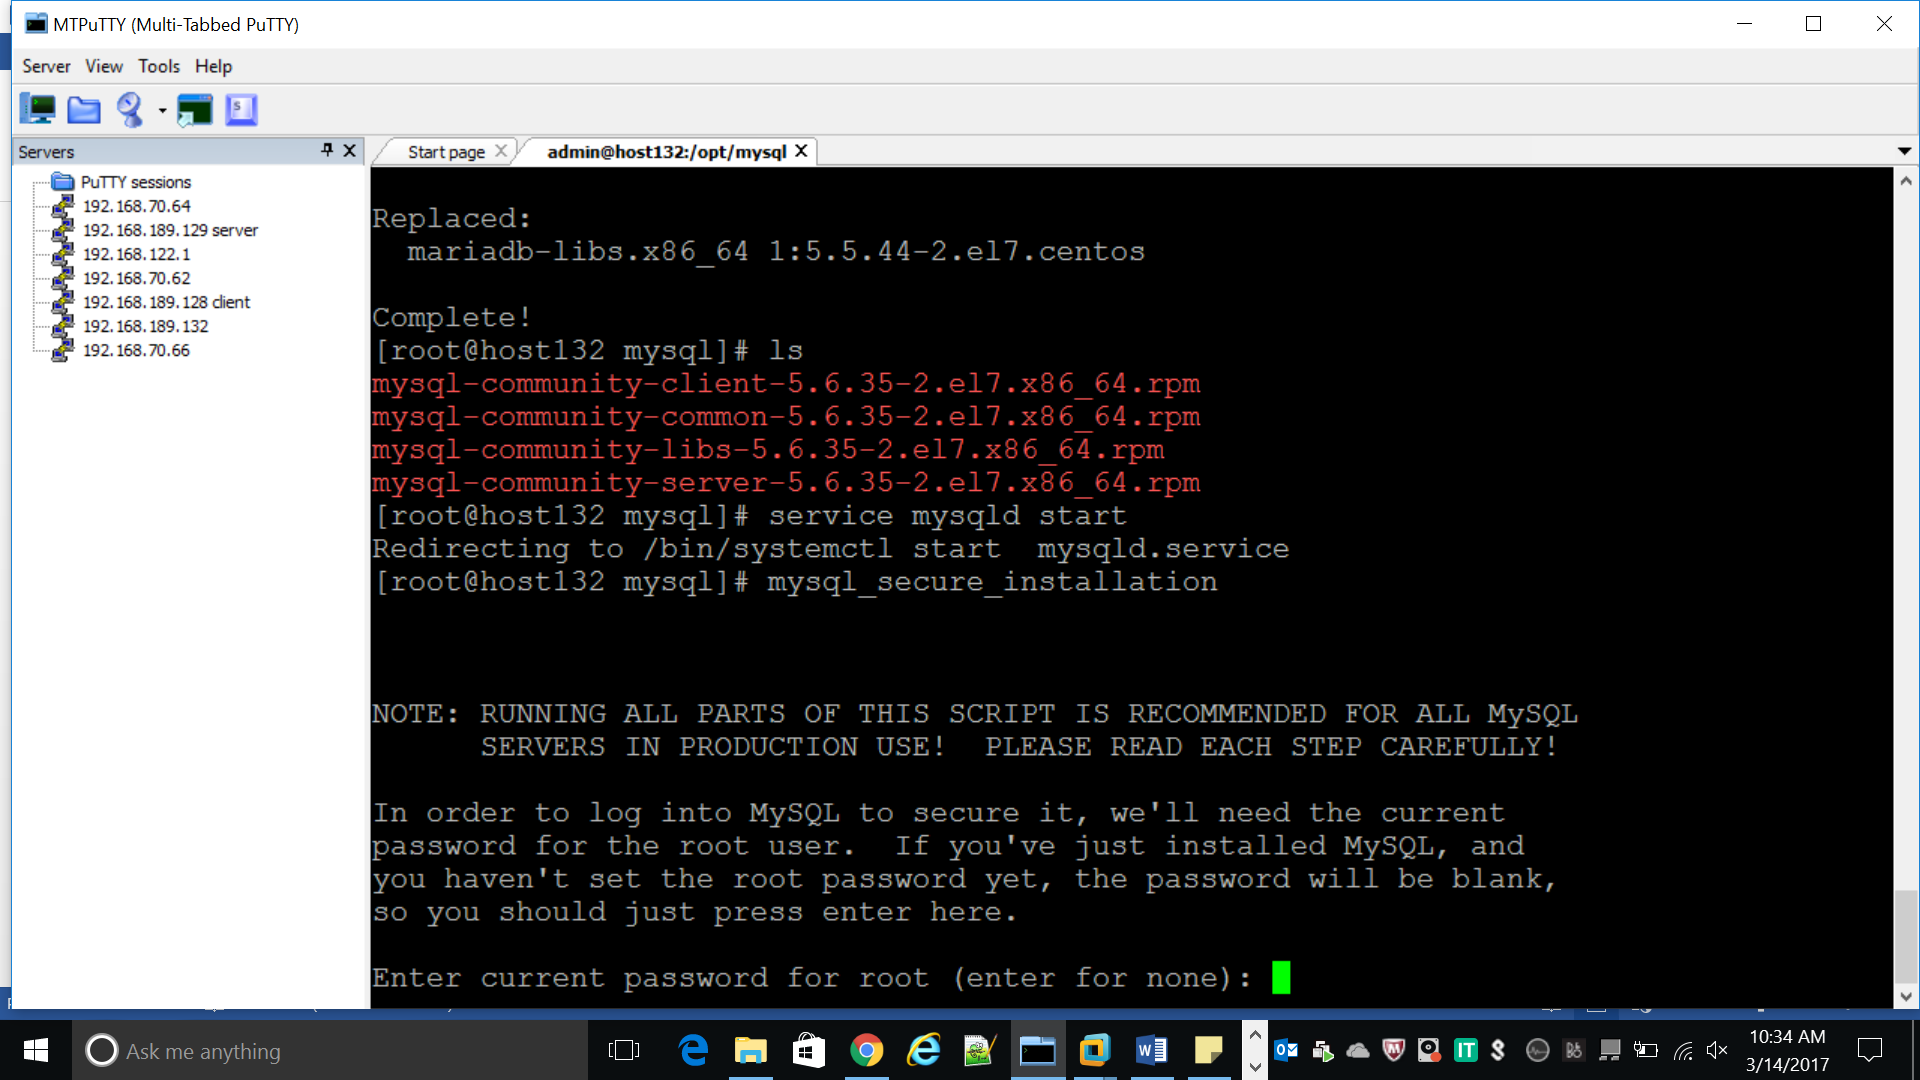 MTPuTTY (Multi-Tabbed PuTTY)
Server View Tools Help
Servers
PuTTY sessions
192.168.70.64
192.168.189.129 server
192.168.122.1
192.168.70.62
192.168.189.128 client
192.168.189.132
192.168.70.66
Start page
admin@host132:/opt/mysql
Replaced:
mariadb-libs.x86_64 1:5.5.44-2.el7.centos
Complete!
[root@host132 mysql]# ls
mysql-community-client-5.6.35-2.el7.x86_64.rpm
mysql-community-common-5.6.35-2.el7.x86_64.rpm
mysql-community-libs-5.6.35-2.el7.x86_64.rpm
mysql-community-server-5.6.35-2.el7.x86_64.rpm
[root@host132 mysql]# service mysqld start
Redirecting to /bin/systemctl start  mysqld.service
[root@host132 mysql]# mysql_secure_installation
NOTE: RUNNING ALL PARTS OF THIS SCRIPT IS RECOMMENDED FOR ALL MySQL
SERVERS IN PRODUCTION USE!  PLEASE READ EACH STEP CAREFULLY!
In order to log into MySQL to secure it, we'll need the current
password for the root user.  If you've just installed MySQL, and
you haven't set the root password yet, the password will be blank,
so you should just press enter here.
Enter current password for root (enter for none):
Ask me anything
10:34 AM
3/14/2017